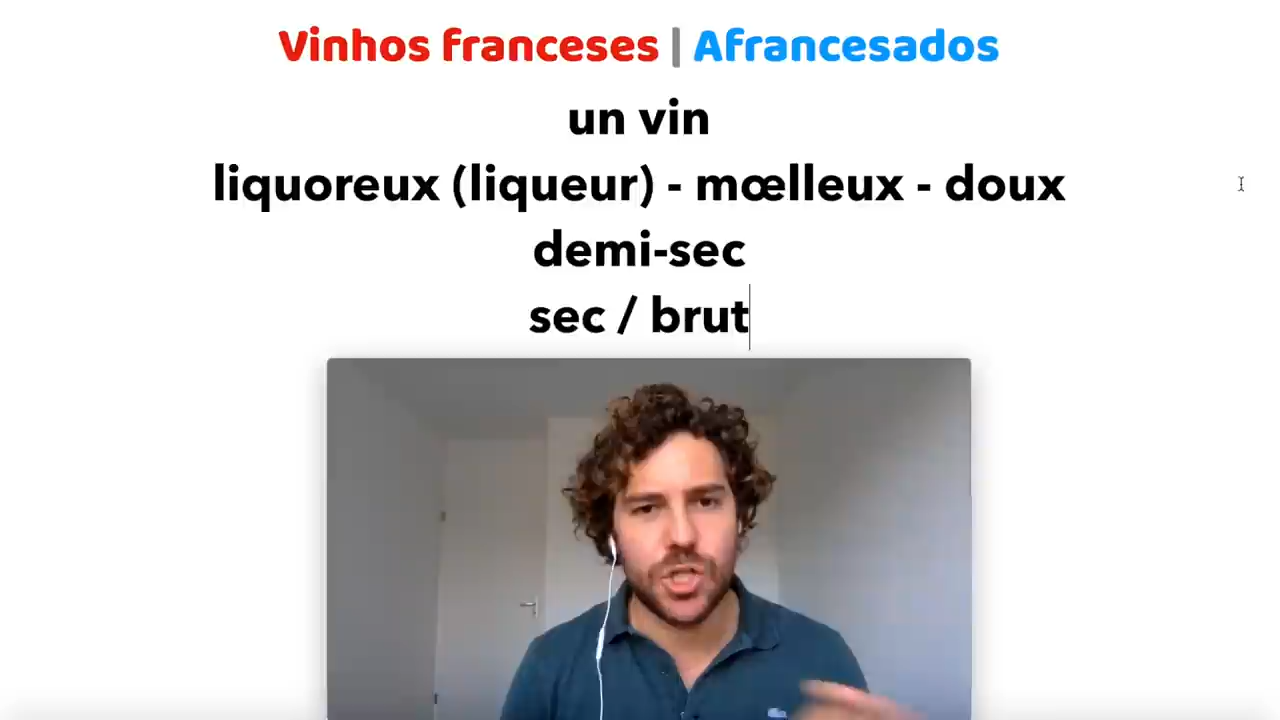 Vinhos franceses | Afrancesados
un vin
liquoreux (liqueur) - mœlleux - doux
demi-sec
sec / brut